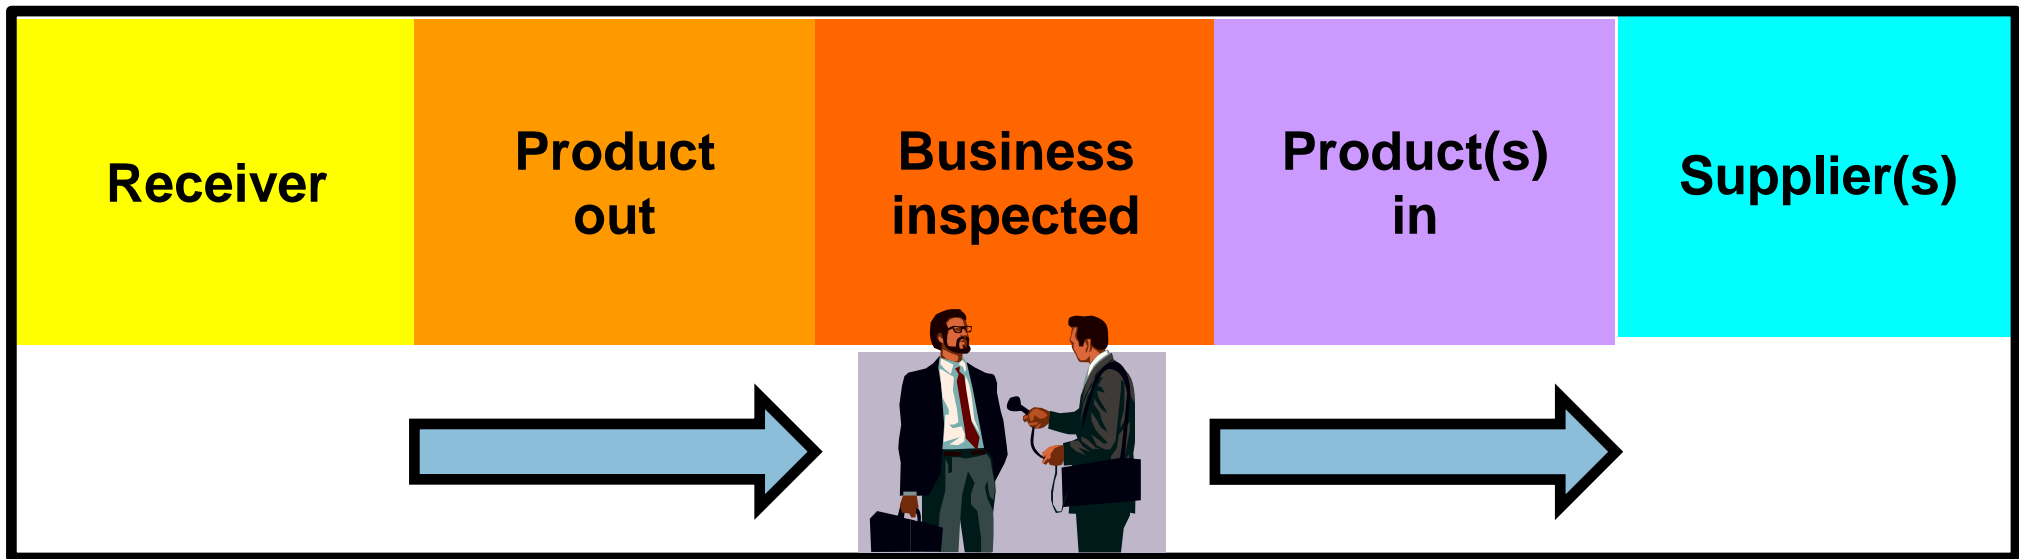 Receiver
Product
out
Business
inspected
Product(s)
in
Supplier(s)